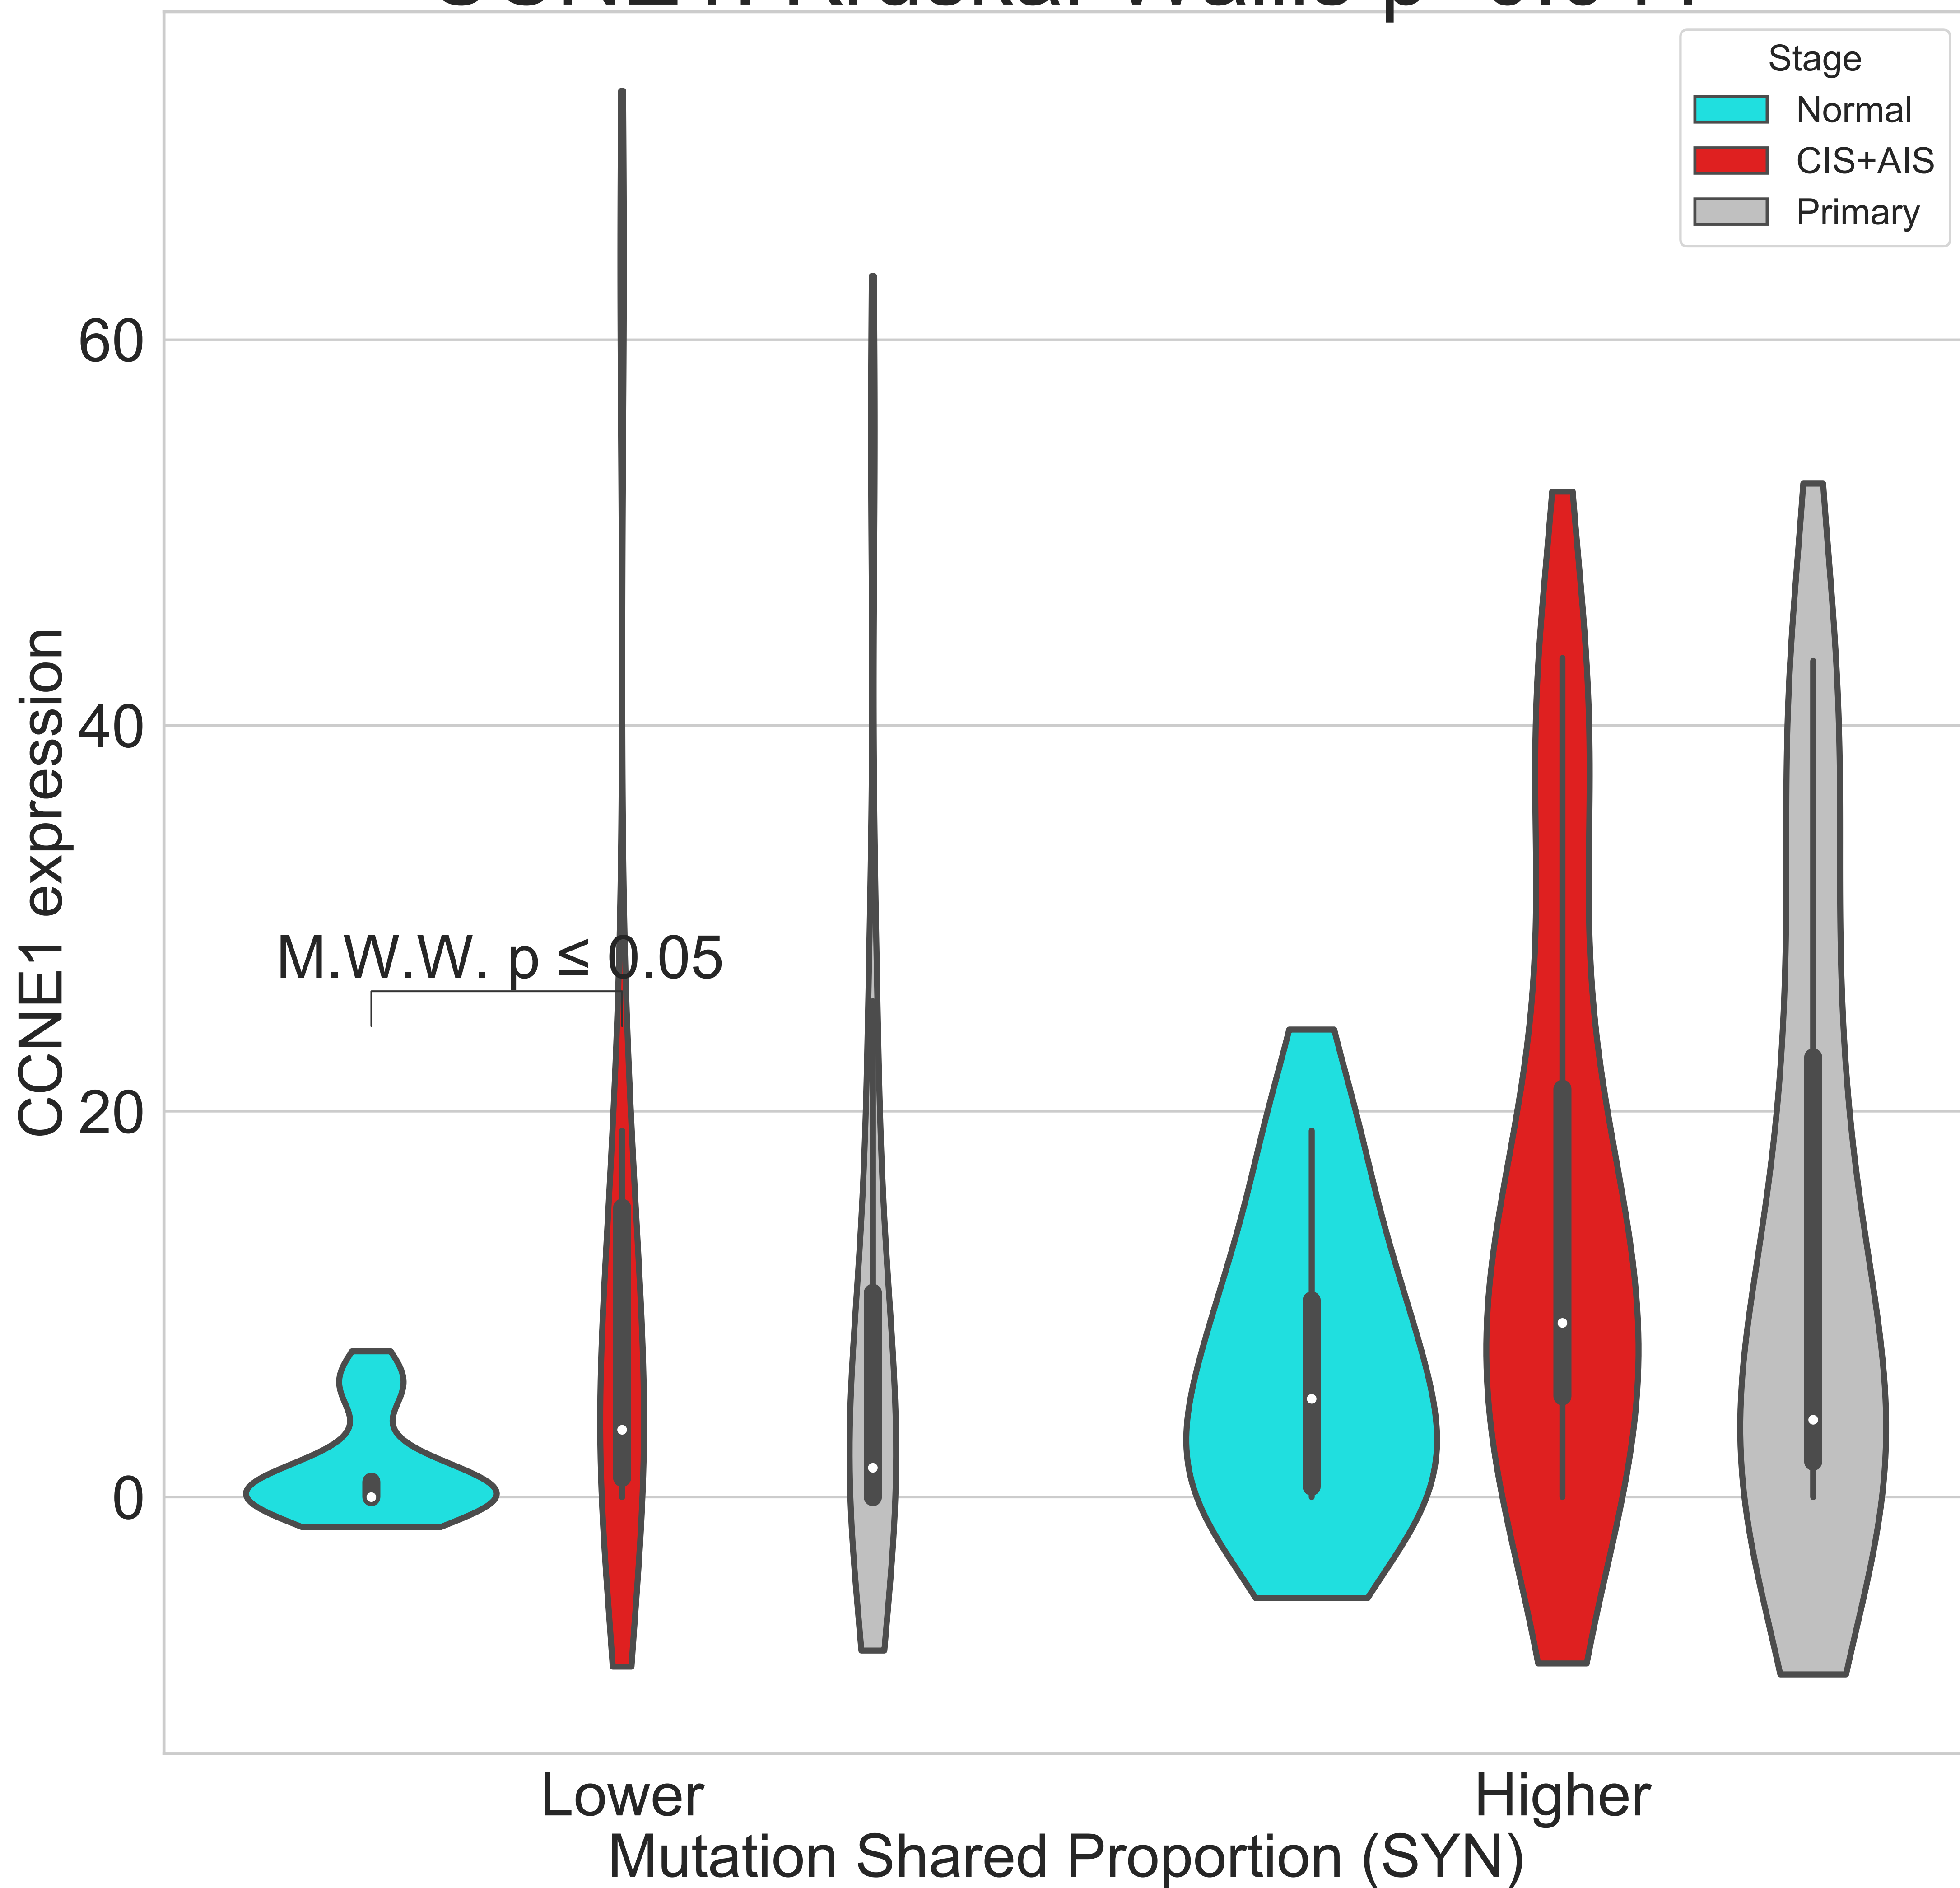 Stage
Normal
CIS+AIS
Primary
60
40
20
0
CCNE1 expression
M.W.W. p ≤ 0.05
Lower
Higher
Mutation Shared Proportion (SYN)